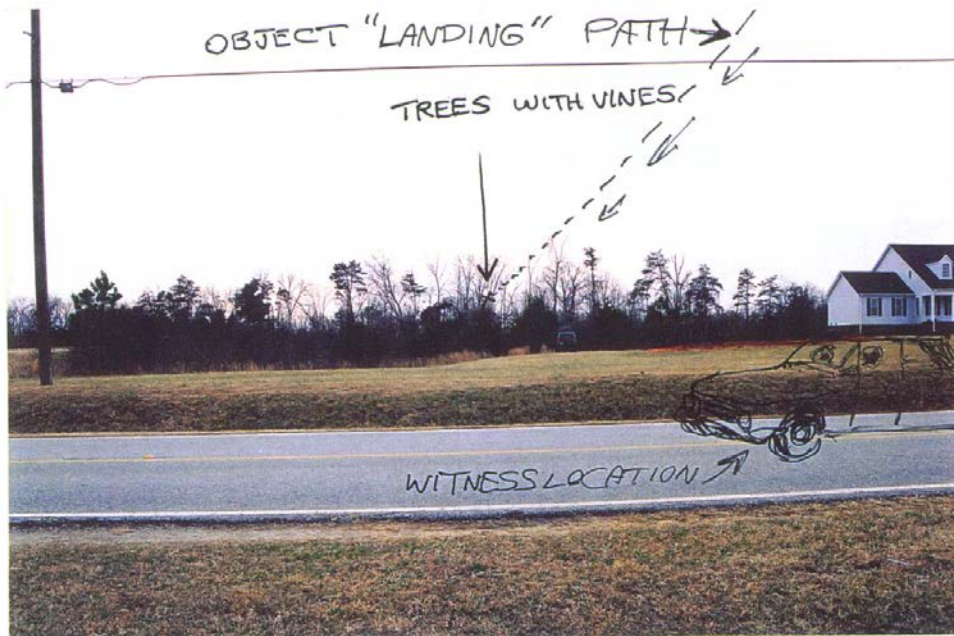 OBJECT "LANDING" PATH
TREES WITH VINES
WITNESS LOCATION